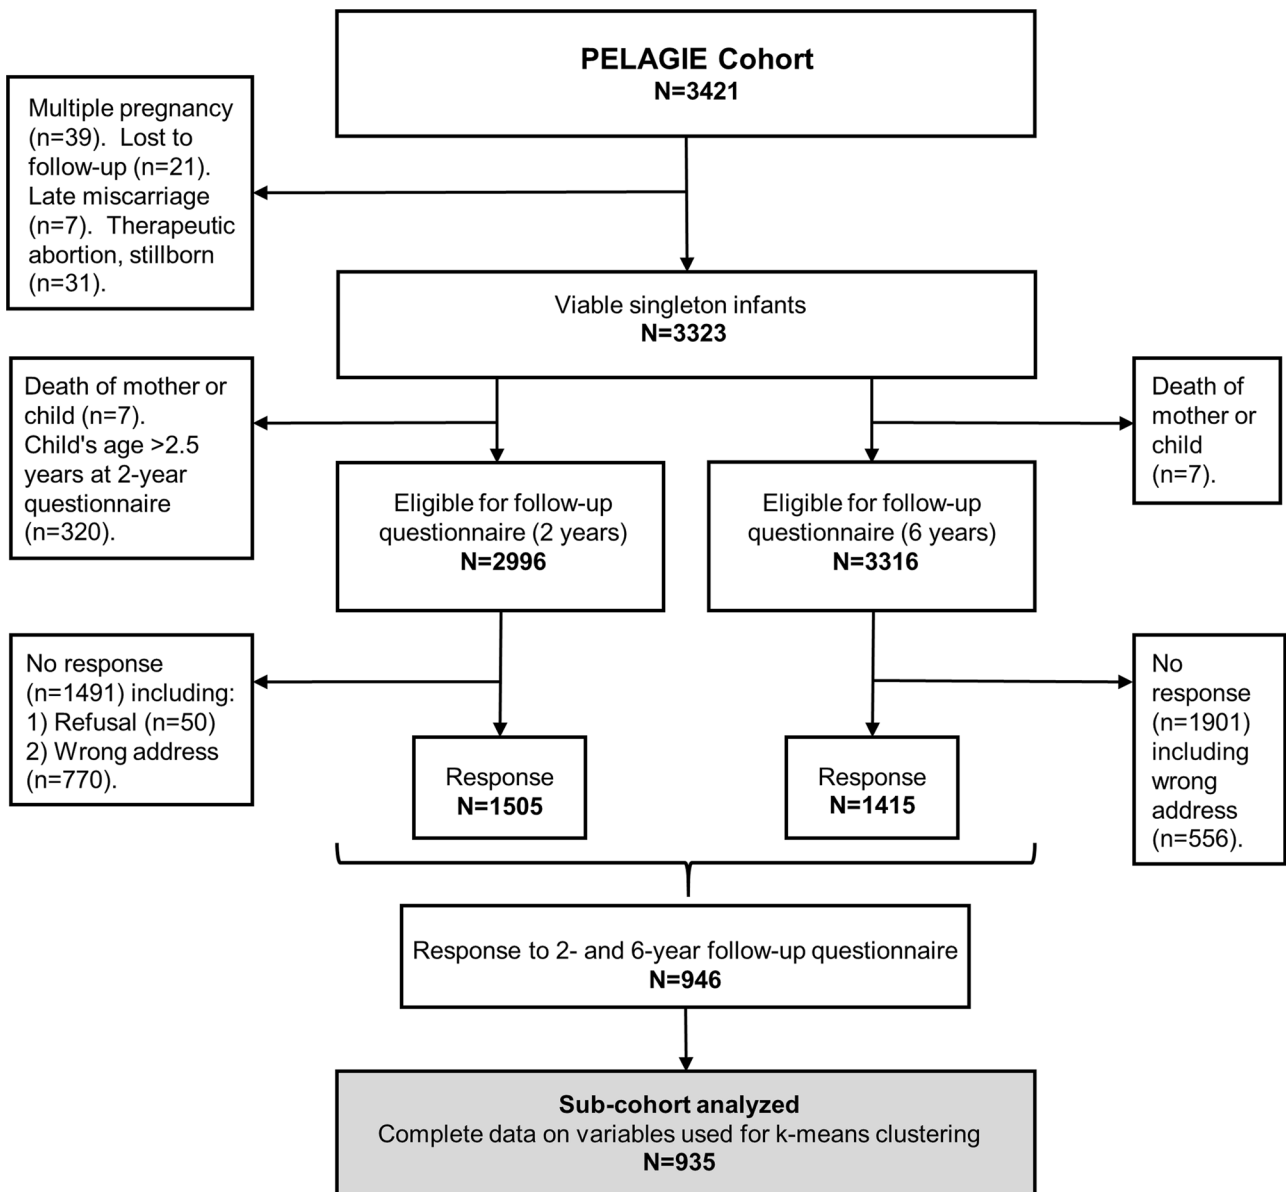 PELAGIE Cohort
N=3421
Multiple pregnancy
(n=39).  Lost to
follow-up (n=21).
Late miscarriage
(n=7).  Therapeutic
abortion, stillborn
(n=31).
Viable singleton infants
N=3323
Death of mother or
child (n=7).
Child's age >2.5
years at 2-year
questionnaire
(n=320).
Death of
mother or
child
(n=7).
Eligible for follow-up
questionnaire (2 years)
N=2996
Eligible for follow-up
questionnaire (6 years)
N=3316
No response
(n=1491) including:
1) Refusal (n=50)
2) Wrong address
(n=770).
No
response
(n=1901)
including
wrong
address
(n=556).
Response
N=1505
Response
N=1415
Response to 2- and 6-year follow-up questionnaire
N=946
Sub-cohort analyzed
Complete data on variables used for k-means clustering
N=935